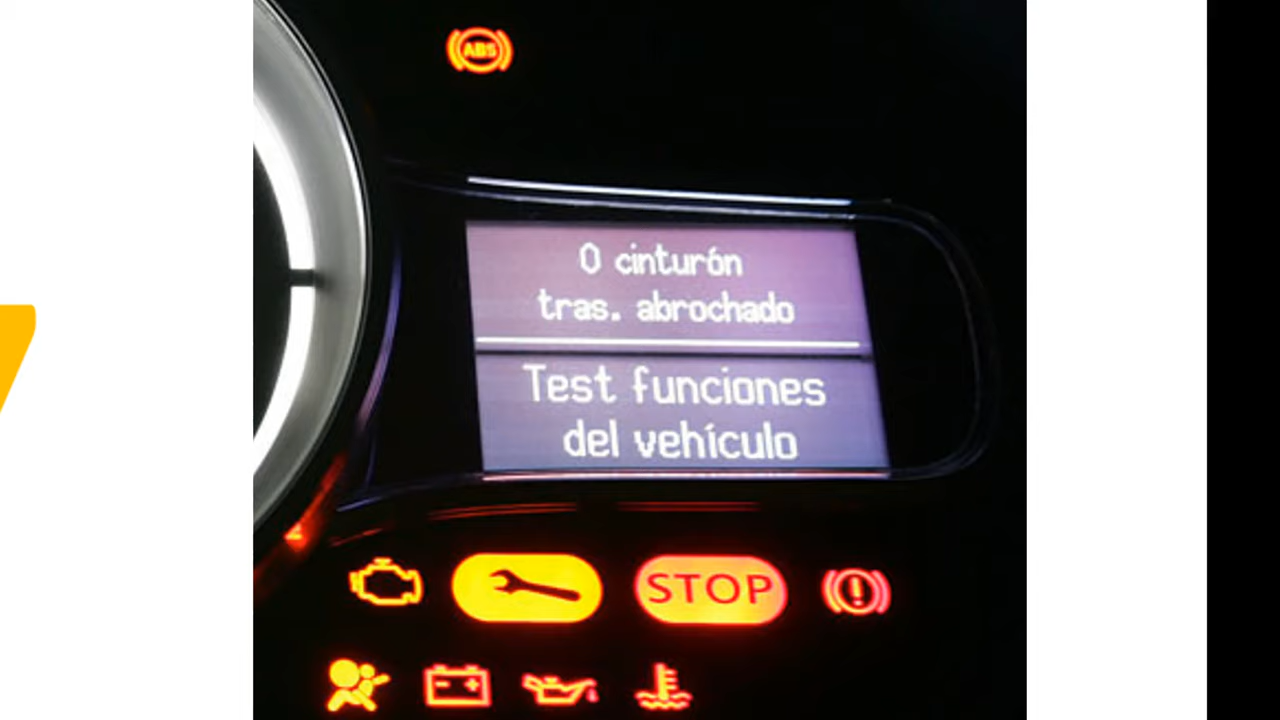 ABS
0 cinturón
tras. abrochado
Test funciones
del vehículo
STOP